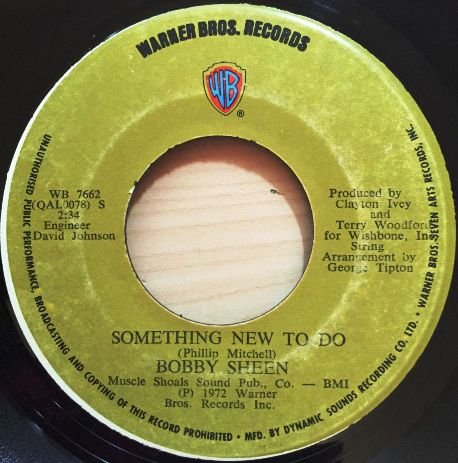 WARNER BROS. RECORDS
WB
®
WB 7662
(QAL0078) S
2:34
Engineer
David Johnson
Produced by
Clayton Ivey
and
Terry Woodford
for Wishbone, Inc
String
Arrangement by
George Tipton
SOMETHING NEW TO DO
(Phillip Mitchell)
BOBBY SHEEN
Muscle Shoals Sound Pub., Co. — BMI
(P) 1972 Warner
Bros. Records Inc.
UNAUTHORISED PUBLIC PERFORMANCE, BROADCASTING AND COPYING OF THIS RECORD PROHIBITED • MFD. BY DYNAMIC SOUNDS RECORDING CO. LTD. • WARNER BROS.-SEVEN ARTS RECORDS, INC.